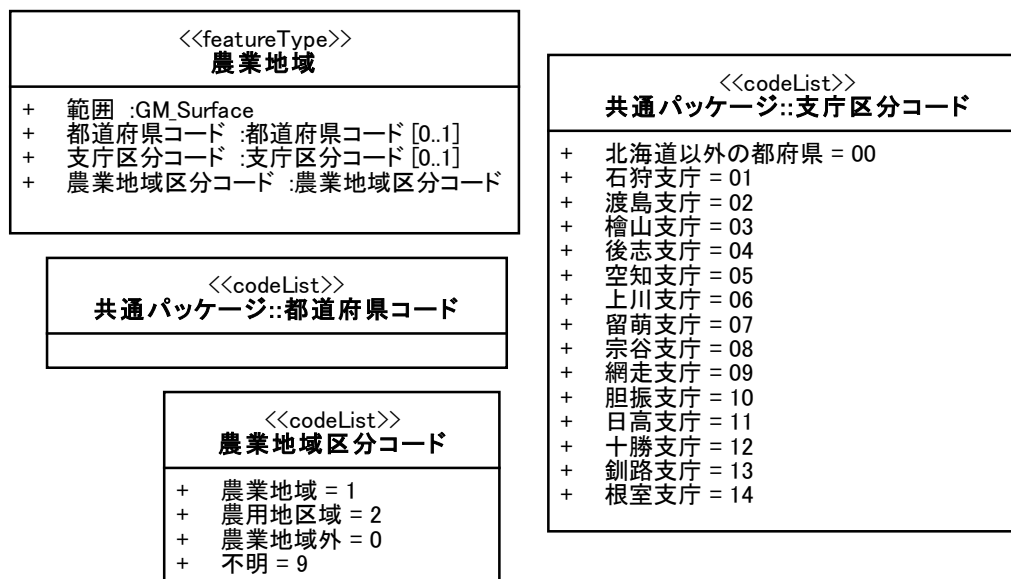 <<featureType>>
農業地域
+ 範囲 :GM_Surface
+ 都道府県コード :都道府県コード [0..1]
+ 支庁区分コード :支庁区分コード [0..1]
+ 農業地域区分コード :農業地域区分コード
<<codeList>>
共通パッケージ::都道府県コード
<<codeList>>
農業地域区分コード
+ 農業地域 = 1
+ 農用地区域 = 2
+ 農業地域外 = 0
+ 不明 = 9
<<codeList>>
共通パッケージ::支庁区分コード
+ 北海道以外の都府県 = 00
+ 石狩支庁 = 01
+ 渡島支庁 = 02
+ 檜山支庁 = 03
+ 後志支庁 = 04
+ 空知支庁 = 05
+ 上川支庁 = 06
+ 留萌支庁 = 07
+ 宗谷支庁 = 08
+ 網走支庁 = 09
+ 胆振支庁 = 10
+ 日高支庁 = 11
+ 十勝支庁 = 12
+ 釧路支庁 = 13
+ 根室支庁 = 14